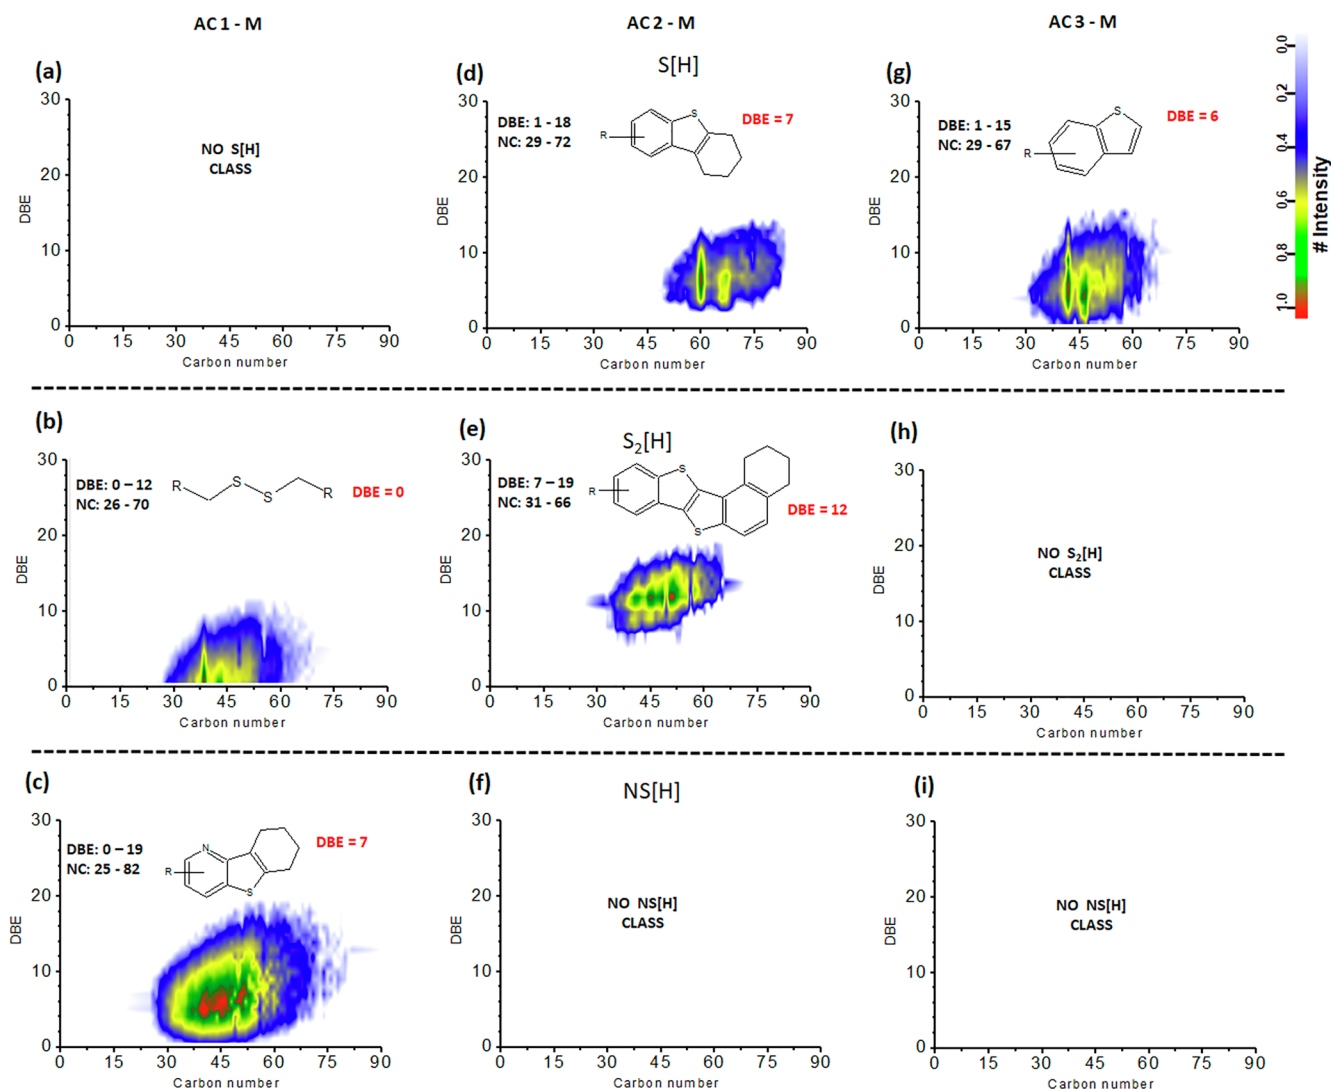 AC1 - M
AC2 - M
AC3 - M
(a)
30
20
10
0
DBE
NO S[H]
CLASS
0 15 30 45 60 75 90
Carbon number
(d)
S[H]
DBE: 1 - 18
NC: 29 - 72
S
R
DBE = 7
30
20
10
0
DBE
0 15 30 45 60 75 90
Carbon number
(g)
DBE: 1 - 15
NC: 29 - 67
S
R
DBE = 6
30
20
10
0
DBE
0 15 30 45 60 75 90
Carbon number
0.0
0.2
0.4
0.6
0.8
1.0
# Intensity
(b)
DBE: 0 – 12
NC: 26 - 70
R
S
S
R
DBE = 0
30
20
10
0
DBE
0 15 30 45 60 75 90
Carbon number
(e)
S₂[H]
DBE: 7 - 19
NC: 31 - 66
S
R
S
DBE = 12
30
20
10
0
DBE
0 15 30 45 60 75 90
Carbon number
(h)
30
20
10
0
DBE
NO S₂[H]
CLASS
0 15 30 45 60 75 90
Carbon number
(c)
DBE: 0 - 19
NC: 25 - 82
N
R
S
DBE = 7
30
20
10
0
DBE
0 15 30 45 60 75 90
Carbon number
(f)
NS[H]
30
20
10
0
DBE
NO NS[H]
CLASS
0 15 30 45 60 75 90
Carbon number
(i)
30
20
10
0
DBE
NO NS[H]
CLASS
0 15 30 45 60 75 90
Carbon number